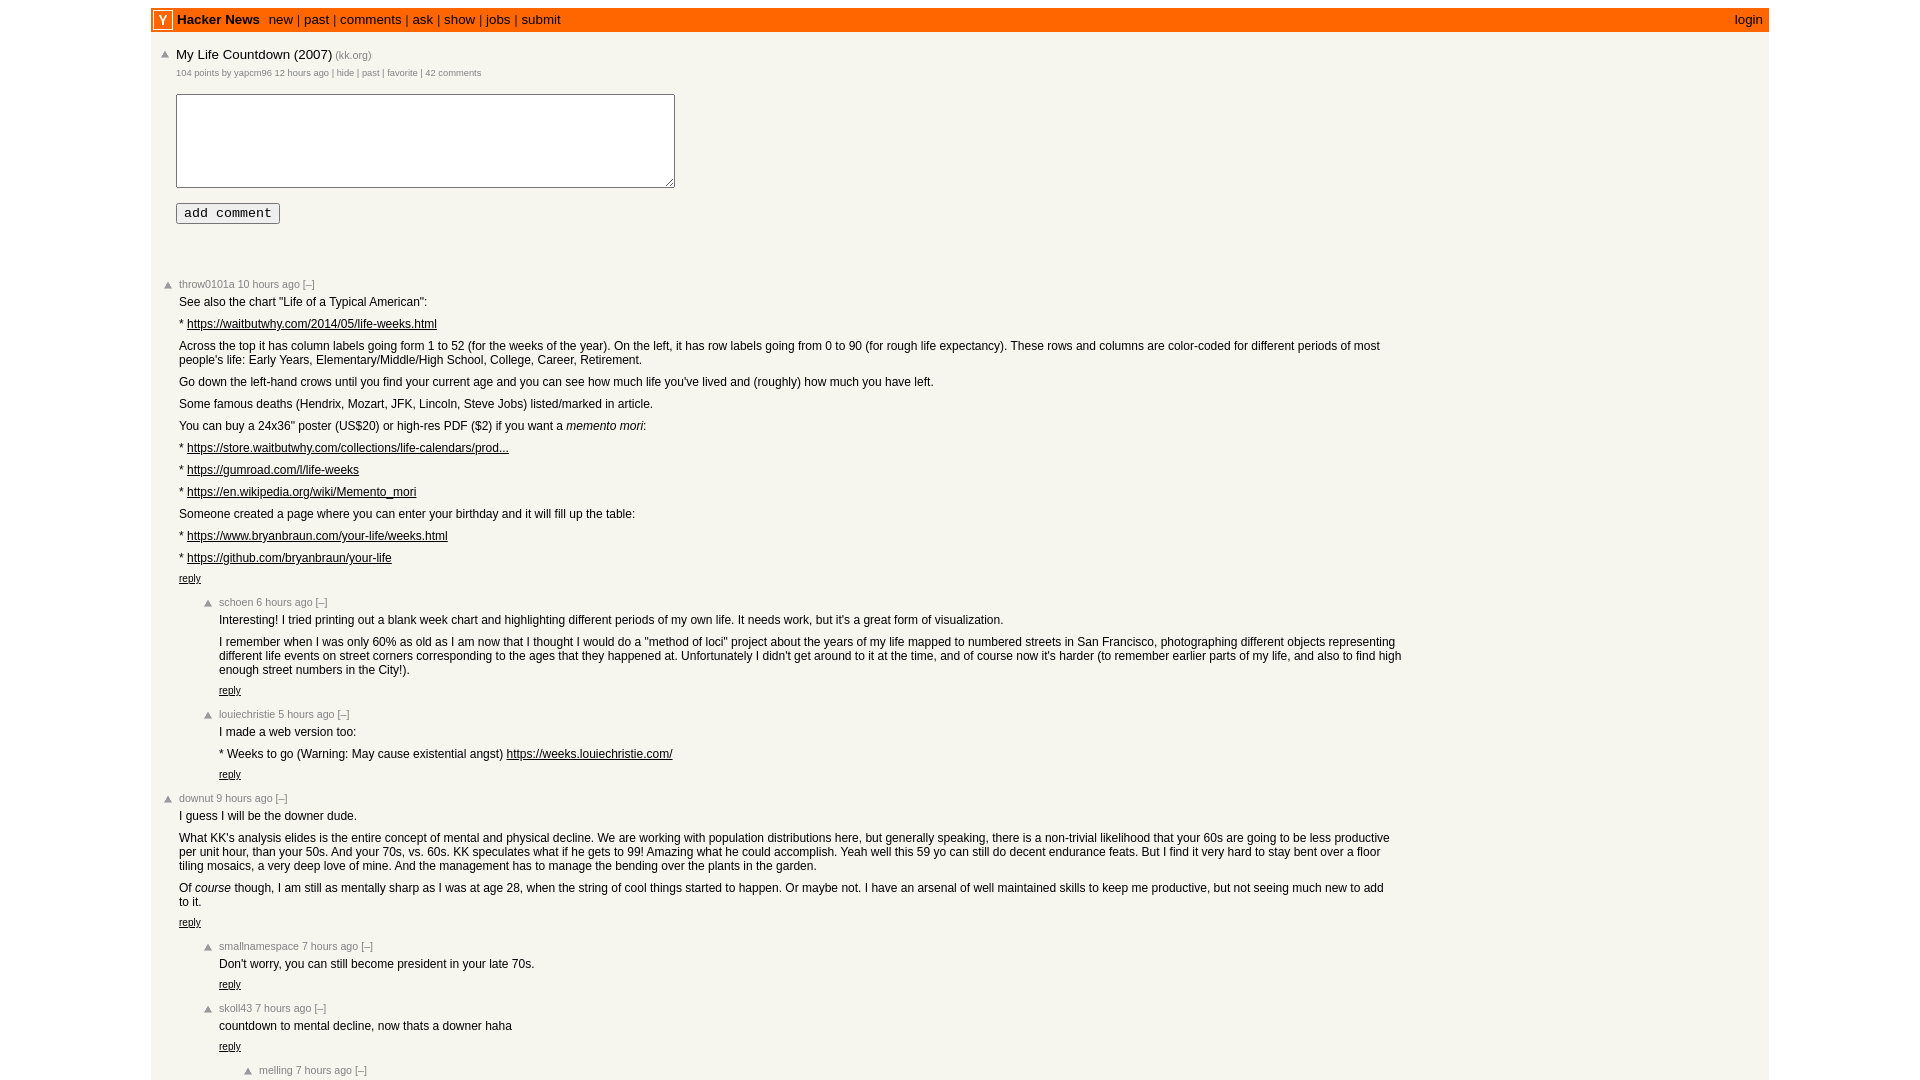 Y Hacker News new | past | comments | ask | show | jobs | submit login
My Life Countdown (2007) (kk.org)
104 points by yapcm96 12 hours ago | hide | past | favorite | 42 comments
add comment
throw0101a 10 hours ago [–]
See also the chart "Life of a Typical American":
* https://waitbutwhy.com/2014/05/life-weeks.html
Across the top it has column labels going form 1 to 52 (for the weeks of the year). On the left, it has row labels going from 0 to 90 (for rough life expectancy). These rows and columns are color-coded for different periods of most
people's life: Early Years, Elementary/Middle/High School, College, Career, Retirement.
Go down the left-hand crows until you find your current age and you can see how much life you've lived and (roughly) how much you have left.
Some famous deaths (Hendrix, Mozart, JFK, Lincoln, Steve Jobs) listed/marked in article.
You can buy a 24x36" poster (US$20) or high-res PDF ($2) if you want a memento mori:
* https://store.waitbutwhy.com/collections/life-calendars/prod...
* https://gumroad.com/l/life-weeks
* https://en.wikipedia.org/wiki/Memento_mori
Someone created a page where you can enter your birthday and it will fill up the table:
* https://www.bryanbraun.com/your-life/weeks.html
* https://github.com/bryanbraun/your-life
reply
schoen 6 hours ago [–]
Interesting! I tried printing out a blank week chart and highlighting different periods of my own life. It needs work, but it's a great form of visualization.
I remember when I was only 60% as old as I am now that I thought I would do a "method of loci" project about the years of my life mapped to numbered streets in San Francisco, photographing different objects representing
different life events on street corners corresponding to the ages that they happened at. Unfortunately I didn't get around to it at the time, and of course now it's harder (to remember earlier parts of my life, and also to find high
enough street numbers in the City!).
reply
louiechristie 5 hours ago [–]
I made a web version too:
* Weeks to go (Warning: May cause existential angst) https://weeks.louiechristie.com/
reply
downut 9 hours ago [–]
I guess I will be the downer dude.
What KK's analysis elides is the entire concept of mental and physical decline. We are working with population distributions here, but generally speaking, there is a non-trivial likelihood that your 60s are going to be less productive
per unit hour, than your 50s. And your 70s, vs. 60s. KK speculates what if he gets to 99! Amazing what he could accomplish. Yeah well this 59 yo can still do decent endurance feats. But I find it very hard to stay bent over a floor
tiling mosaics, a very deep love of mine. And the management has to manage the bending over the plants in the garden.
Of course though, I am still as mentally sharp as I was at age 28, when the string of cool things started to happen. Or maybe not. I have an arsenal of well maintained skills to keep me productive, but not seeing much new to add
to it.
reply
smallnamespace 7 hours ago [–]
Don't worry, you can still become president in your late 70s.
reply
skoll43 7 hours ago [–]
countdown to mental decline, now thats a downer haha
reply
melling 7 hours ago [–]